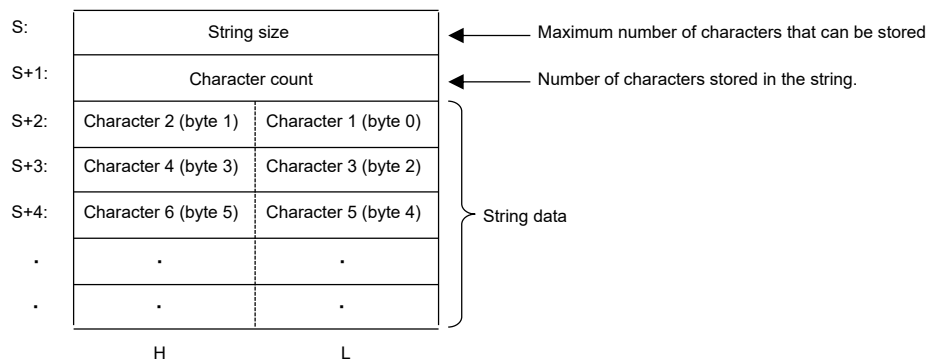 S: String size Maximum number of characters that can be stored
S+1: Character count Number of characters stored in the string.
S+2: Character 2 (byte 1) Character 1 (byte 0)
S+3: Character 4 (byte 3) Character 3 (byte 2)
S+4: Character 6 (byte 5) Character 5 (byte 4)
String data
. . .
. . .
H L